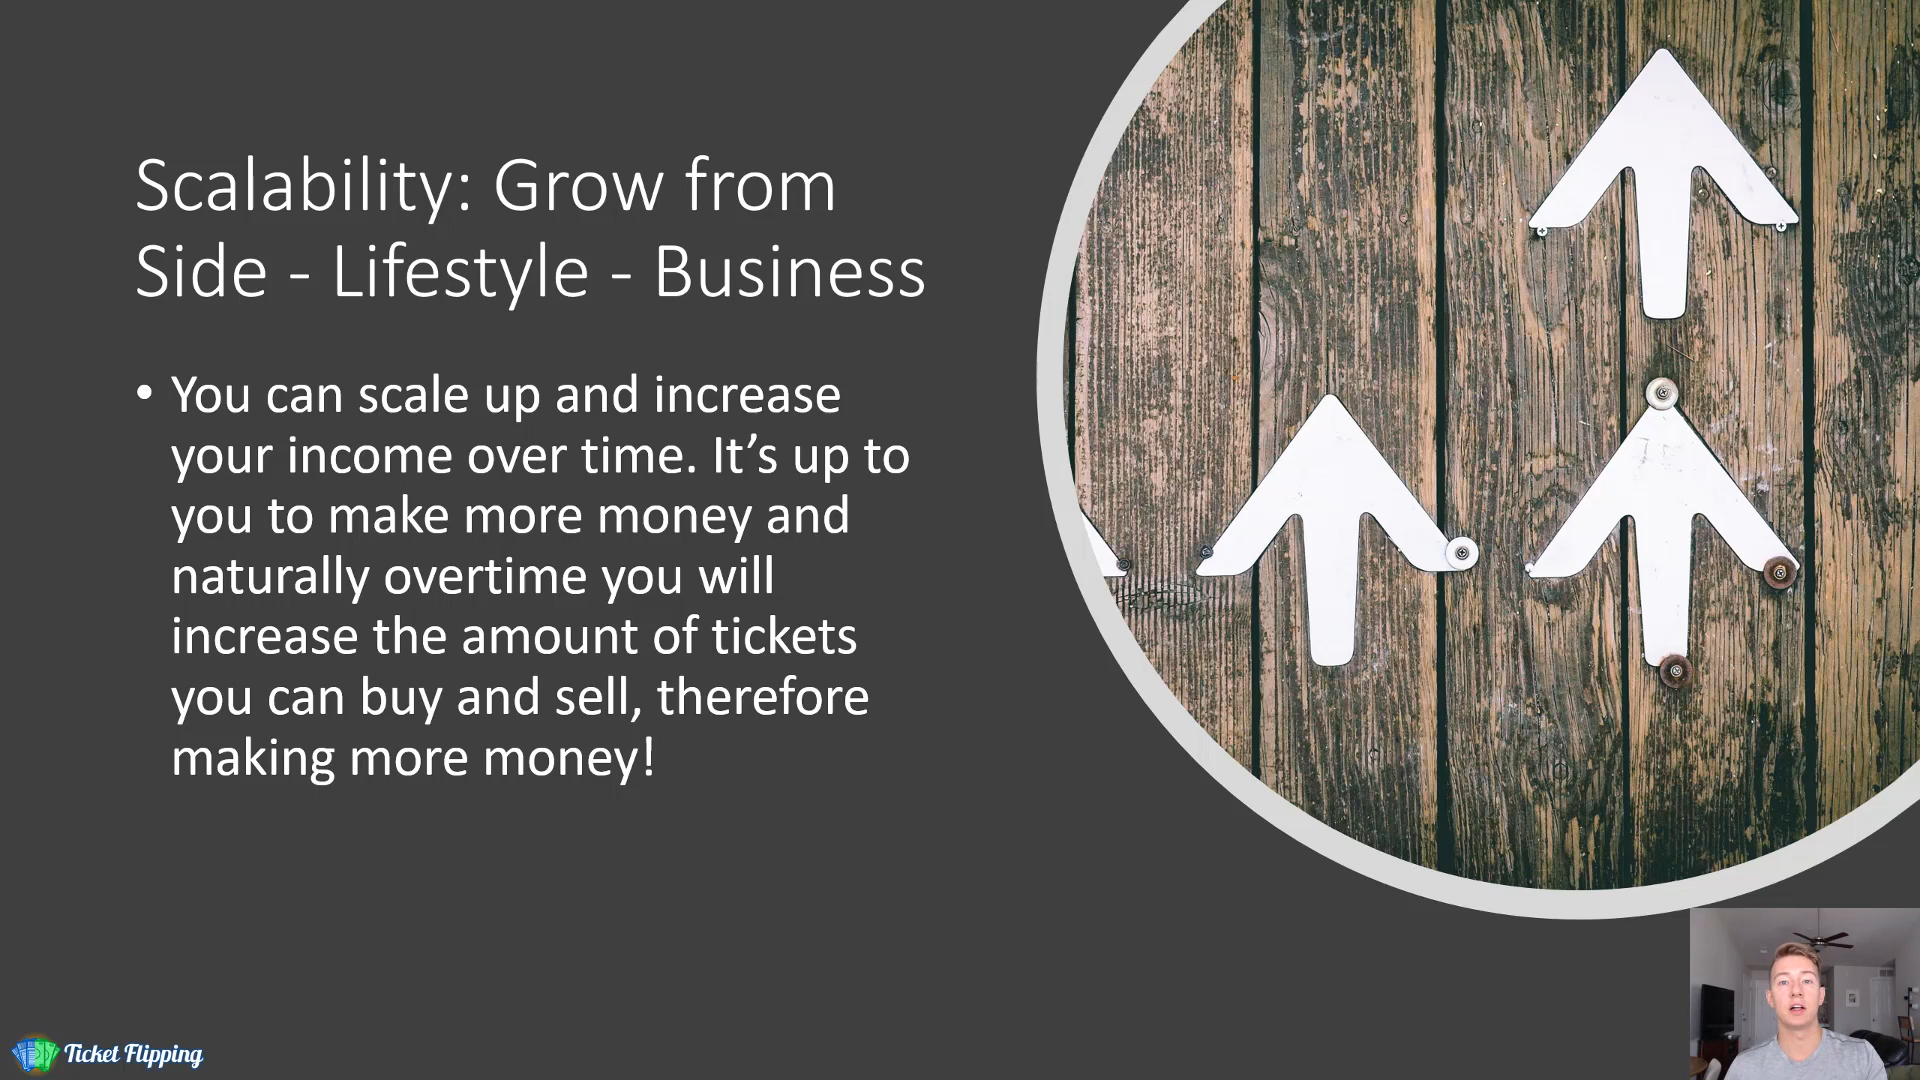 Scalability: Grow from
Side - Lifestyle - Business
• You can scale up and increase
your income over time. It’s up to
you to make more money and
naturally overtime you will
increase the amount of tickets
you can buy and sell, therefore
making more money!
Ticket Flipping